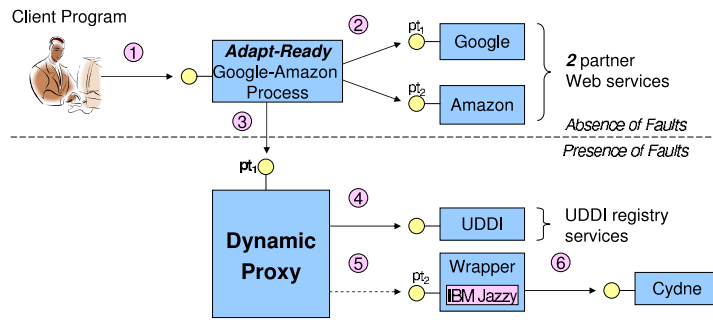 Client Program
1
2
pt1
Google
Adapt-Ready
Google-Amazon
Process
2 partner
Web services
pt2
Amazon
3
Absence of Faults
Presence of Faults
pt1
4
UDDI
UDDI registry
services
Dynamic
Proxy
5
pt2
Wrapper
IBM Jazzy
6
Cydne